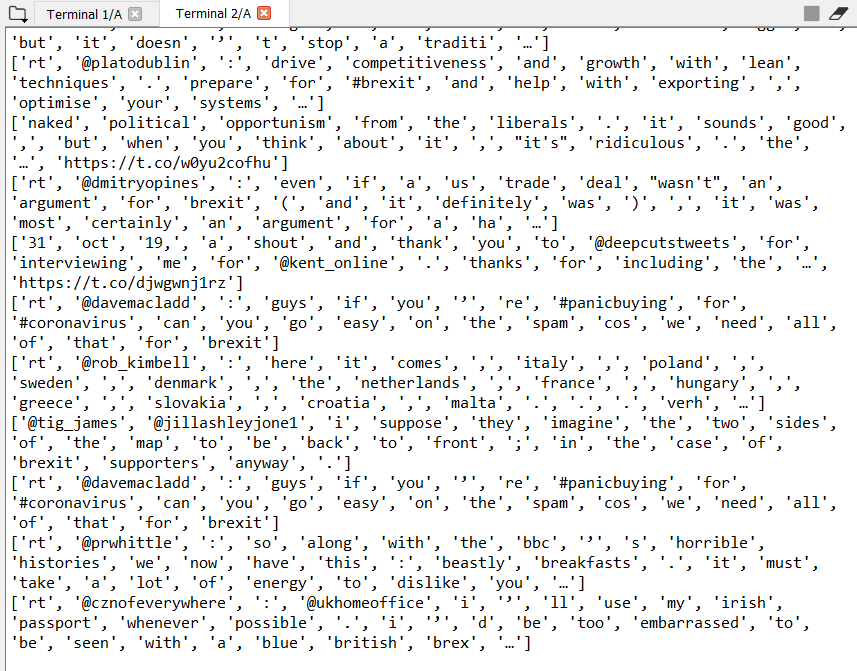 Terminal 1/A
Terminal 2/A
'but', 'it', 'doesn', '’', 't', 'stop', 'a', 'traditi', '…']
['rt', '@platodublin', ':', 'drive', 'competitiveness', 'and', 'growth', 'with', 'lean',
'techniques', '.', 'prepare', 'for', '#brexit', 'and', 'help', 'with', 'exporting', ',',
'optimise', 'your', 'systems', '…']
['naked', 'political', 'opportunism', 'from', 'the', 'liberals', '.', 'it', 'sounds', 'good',
',', 'but', 'when', 'you', 'think', 'about', 'it', ',', "it's", 'ridiculous', '.', 'the',
'…', 'https://t.co/w0yu2cofhu']
['rt', '@dmitryopines', ':', 'even', 'if', 'a', 'us', 'trade', 'deal', "wasn't", 'an',
'argument', 'for', 'brexit', '(', 'and', 'it', 'definitely', 'was', ')', ',', 'it', 'was',
'most', 'certainly', 'an', 'argument', 'for', 'a', 'ha', '…']
['31', 'oct', '19,', 'a', 'shout', 'and', 'thank', 'you', 'to', '@deepcutstweets', 'for',
'interviewing', 'me', 'for', '@kent_online', '.', 'thanks', 'for', 'including', 'the', '…',
'https://t.co/djwgwnj1rz']
['rt', '@davemacladd', ':', 'guys', 'if', 'you', '’', 're', '#panicbuying', 'for',
'#coronavirus', 'can', 'you', 'go', 'easy', 'on', 'the', 'spam', 'cos', 'we', 'need', 'all',
'of', 'that', 'for', 'brexit']
['rt', '@rob_kimbell', ':', 'here', 'it', 'comes', ',', 'italy', ',', 'poland', ',',
'sweden', ',', 'denmark', ',', 'the', 'netherlands', ',', 'france', ',', 'hungary', ',',
'greece', ',', 'slovakia', ',', 'croatia', ',', 'malta', '.', '.', '.', 'verh', '…']
['@tig_james', '@jillashleyjone1', 'i', 'suppose', 'they', 'imagine', 'the', 'two', 'sides',
'of', 'the', 'map', 'to', 'be', 'back', 'to', 'front', ';', 'in', 'the', 'case', 'of',
'brexit', 'supporters', 'anyway', '.']
['rt', '@davemacladd', ':', 'guys', 'if', 'you', '’', 're', '#panicbuying', 'for',
'#coronavirus', 'can', 'you', 'go', 'easy', 'on', 'the', 'spam', 'cos', 'we', 'need', 'all',
'of', 'that', 'for', 'brexit']
['rt', '@prwhittle', ':', 'so', 'along', 'with', 'the', 'bbc', '’', 's', 'horrible',
'histories', 'we', 'now', 'have', 'this', ':', 'beastly', 'breakfasts', '.', 'it', 'must',
'take', 'a', 'lot', 'of', 'energy', 'to', 'dislike', 'you', '…']
['rt', '@cznofeverywhere', ':', '@ukhomeoffice', 'i', '’', 'll', 'use', 'my', 'irish',
'passport', 'whenever', 'possible', '.', 'i', '’', 'd', 'be', 'too', 'embarrassed', 'to',
'be', 'seen', 'with', 'a', 'blue', 'british', 'brex', '…']